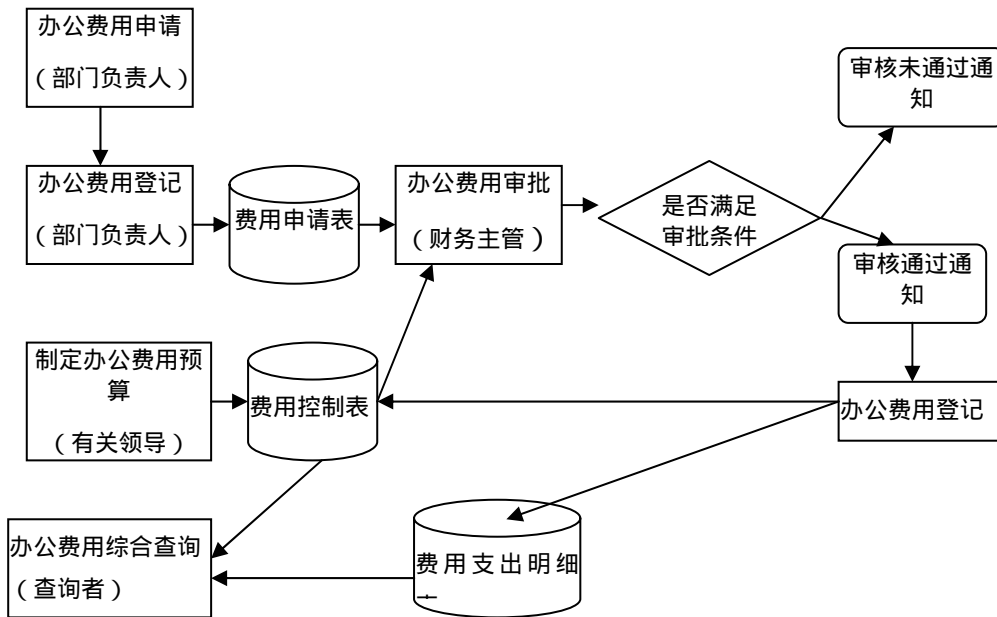 办公费用申请
（部门负责人）
审核未通过通
知
办公费用登记
（部门负责人）
费用申请表
办公费用审批
（财务主管）
是否满足
审批条件
审核通过通
知
制定办公费用预
算
（有关领导）
费用控制表
办公费用登记
办公费用综合查询
（查询者）
费用支出明细